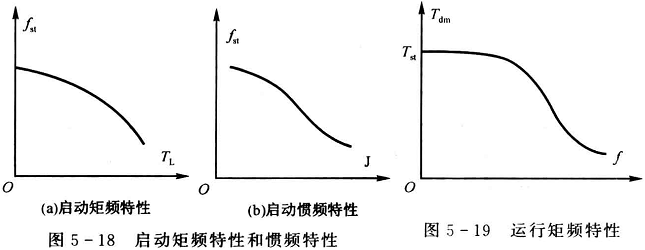 f_st
T_L
O
(a)启动矩频特性
f_st
J
O
(b)启动惯频特性
图 5-18 启动矩频特性和惯频特性
T_dm
T_st
f
O
图 5-19 运行矩频特性